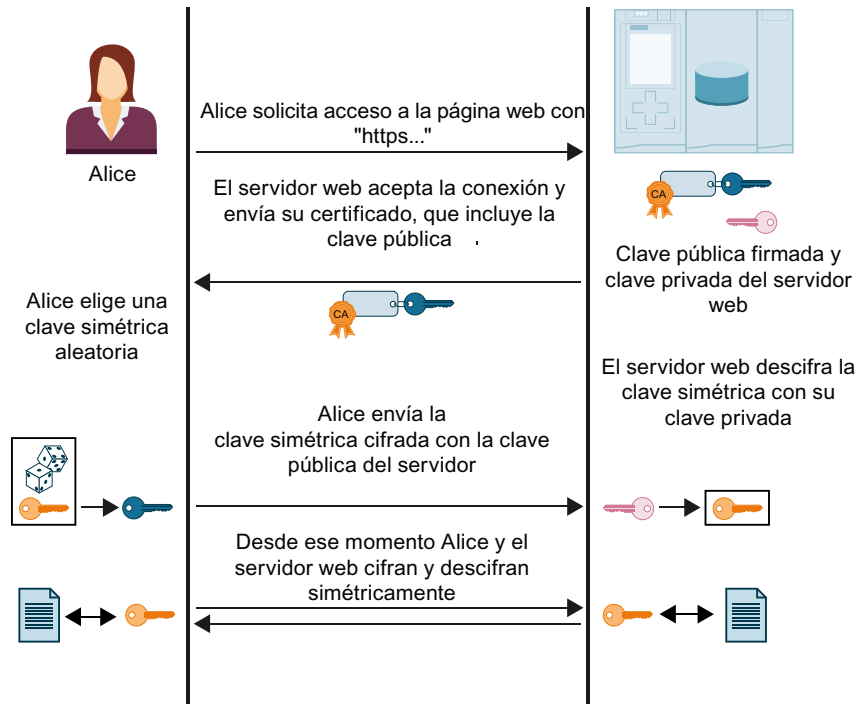 Alice
Alice solicita acceso a la página web con
"https..."
CA
El servidor web acepta la conexión y
envía su certificado, que incluye la
clave pública
Clave pública firmada y
clave privada del servidor
web
CA
Alice elige una
clave simétrica
aleatoria
El servidor web descifra la
clave simétrica con su
clave privada
Alice envía la
clave simétrica cifrada con la clave
pública del servidor
Desde ese momento Alice y el
servidor web cifran y descifran
simétricamente